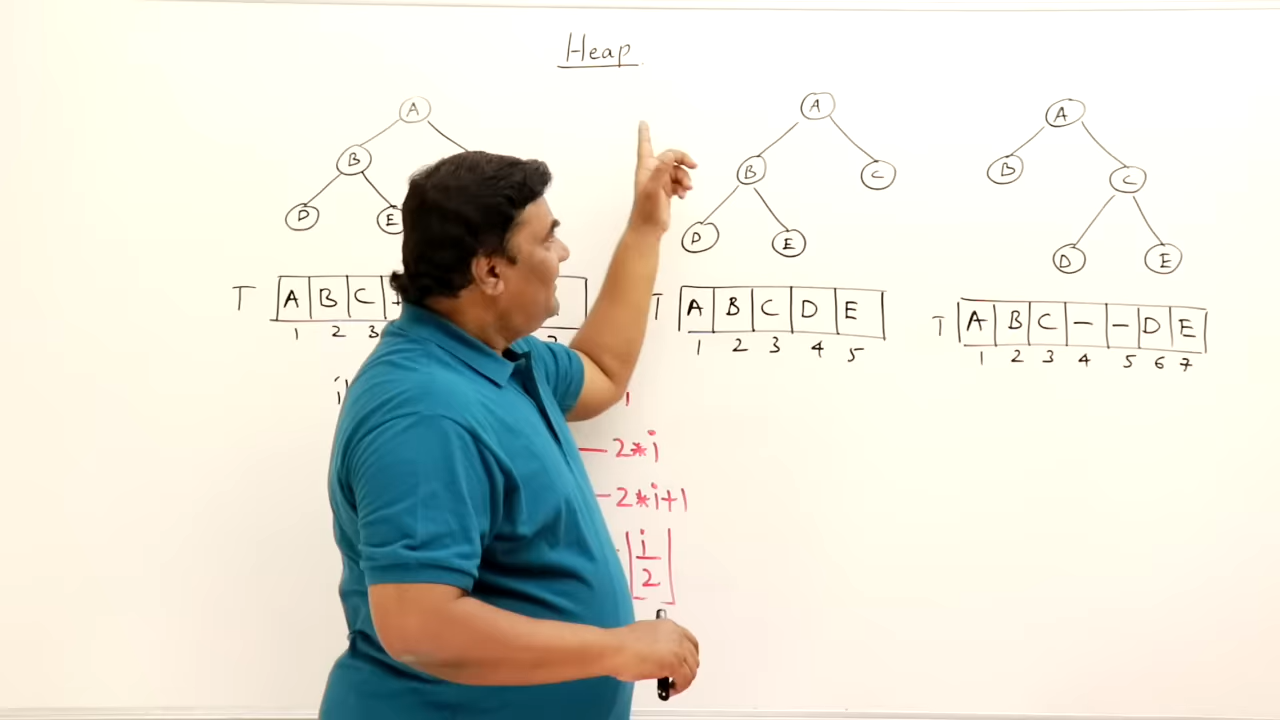 Heap
A
B
D E
T A B C
1 2 3
i
2*i
2*i+1
⌊i/2⌋
A
B C
D E
T A B C D E
1 2 3 4 5
A
B C
D E
T A B C — — D E
1 2 3 4 5 6 7